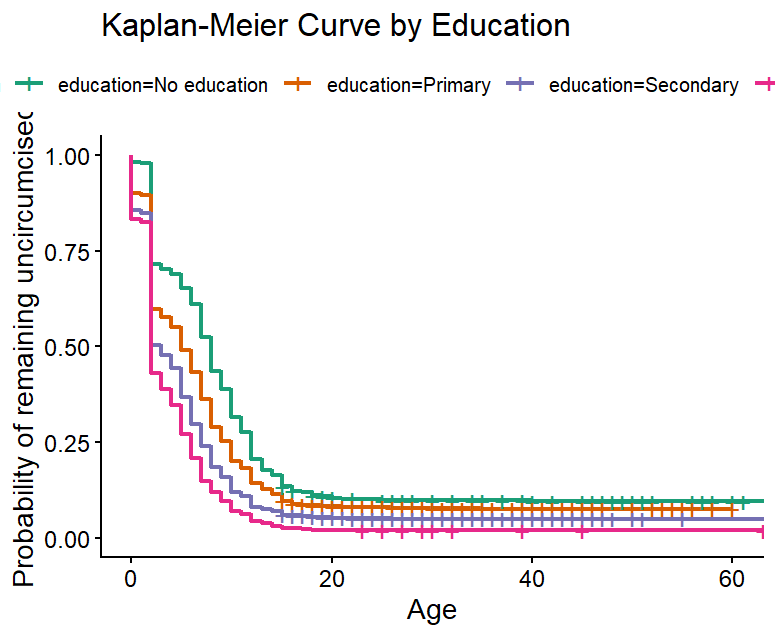 Kaplan-Meier Curve by Education
education=No education education=Primary education=Secondary
Probability of remaining uncircumcised
1.00
0.75
0.50
0.25
0.00
0 20 40 60
Age